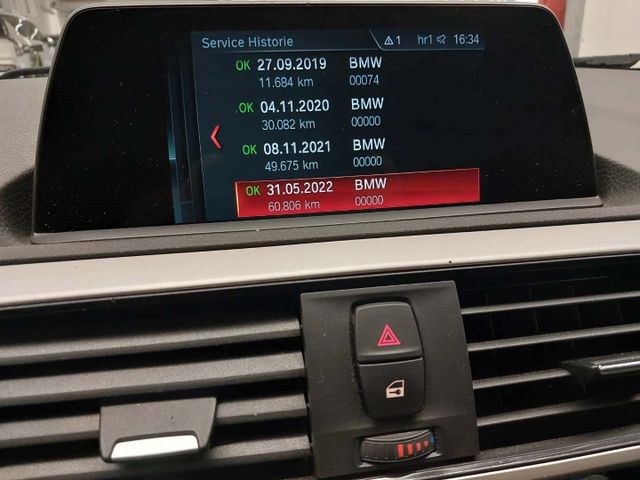 Service Historie 1 hr1 16:34
OK 27.09.2019 BMW
11.684 km 00074
OK 04.11.2020 BMW
30.082 km 00000
OK 08.11.2021 BMW
49.675 km 00000
OK 31.05.2022 BMW
60.806 km 00000